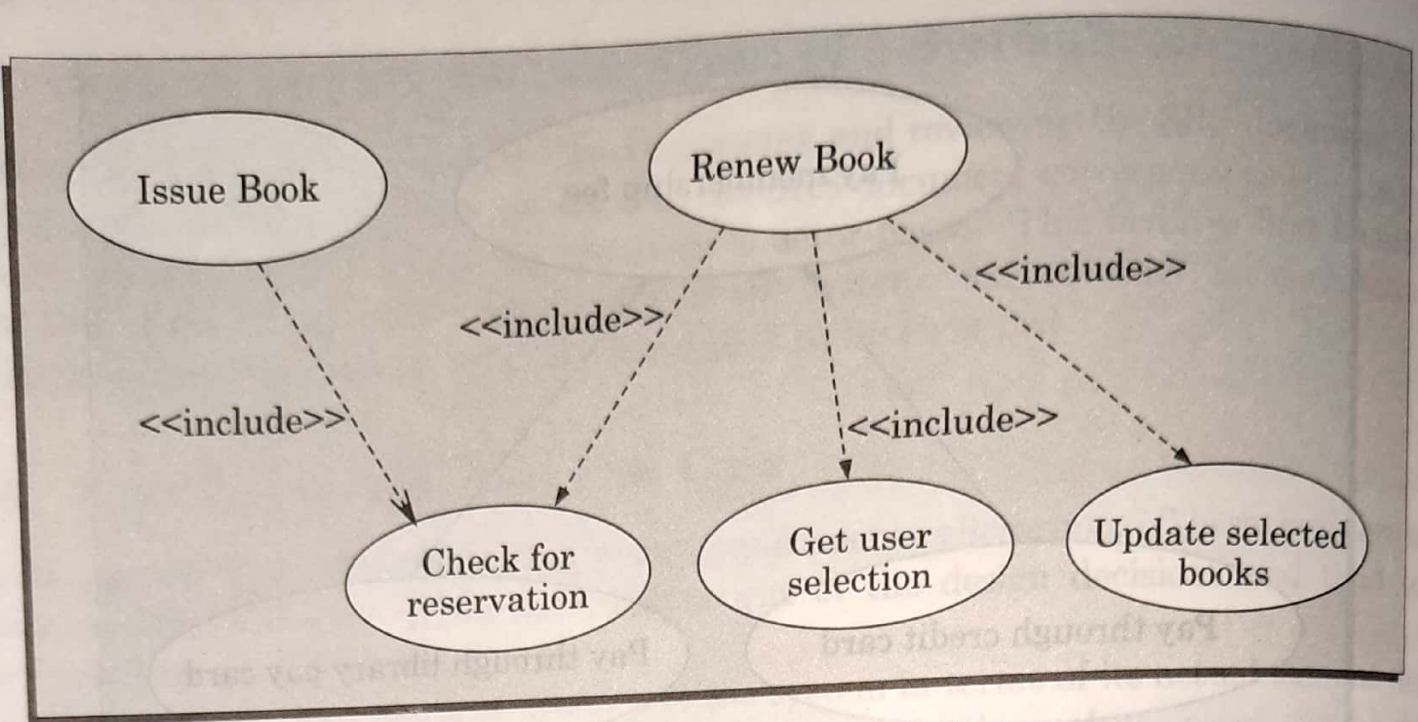 Issue Book
Renew Book
<<include>>
<<include>>
<<include>>
<<include>>
Check for
reservation
Get user
selection
Update selected
books